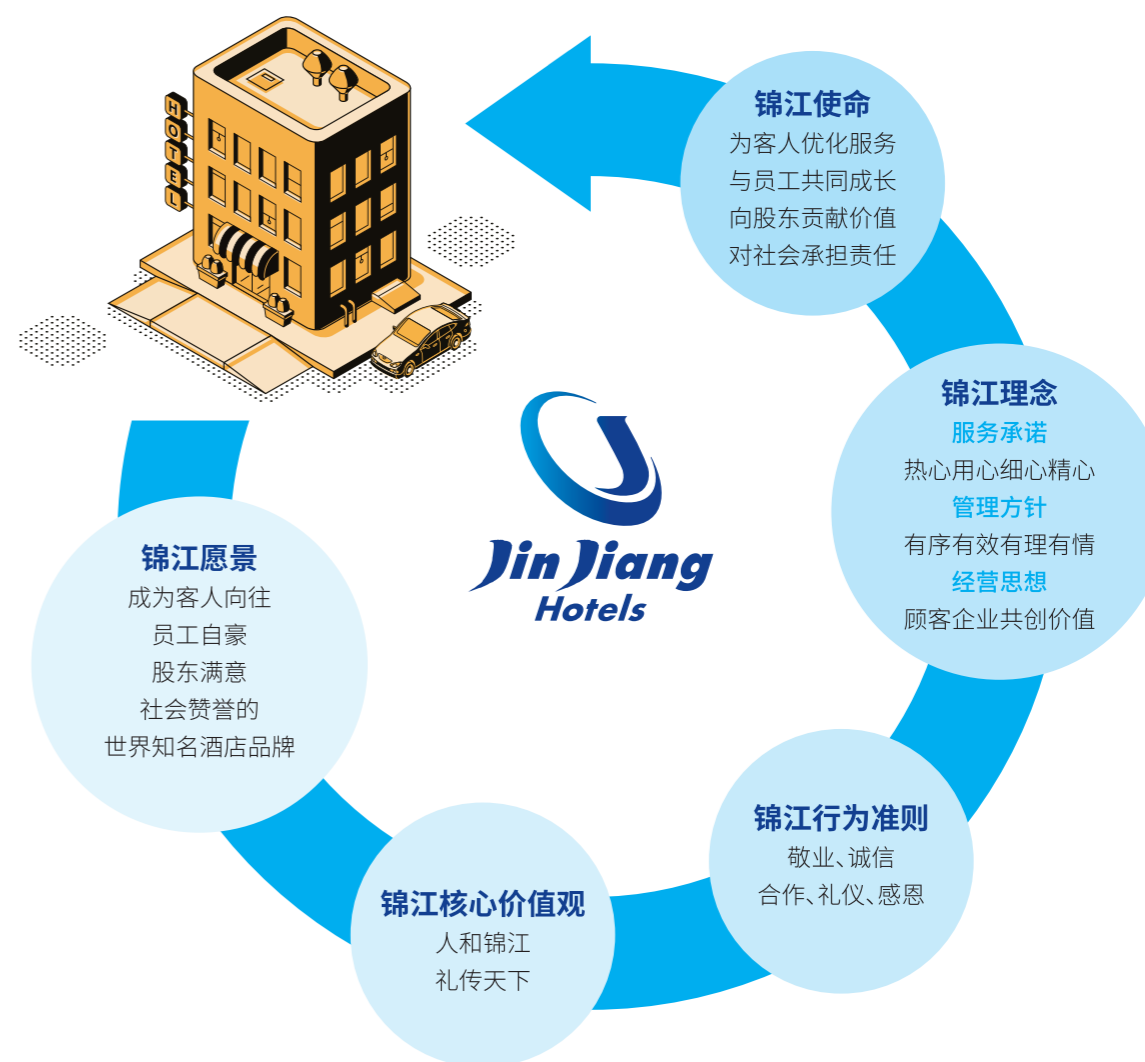 HOTEL
锦江使命
为客人优化服务
与员工共同成长
向股东贡献价值
对社会承担责任
锦江理念
服务承诺
热心用心细心精心
管理方针
有序有效有理有情
经营思想
顾客企业共创价值
Jin Jiang
Hotels
锦江愿景
成为客人向往
员工自豪
股东满意
社会赞誉的
世界知名酒店品牌
锦江行为准则
敬业、诚信
合作、礼仪、感恩
锦江核心价值观
人和锦江
礼传天下